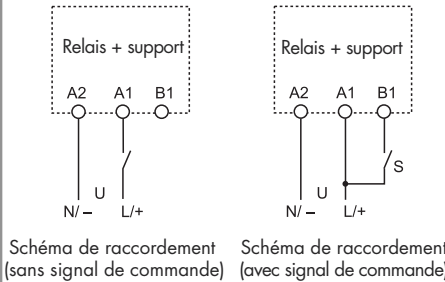 Relais + support
A2 A1 B1
U
N/ – L/+
Schéma de raccordement
(sans signal de commande)
Relais + support
A2 A1 B1
S
U
N/ – L/+
Schéma de raccordement
(avec signal de commande)